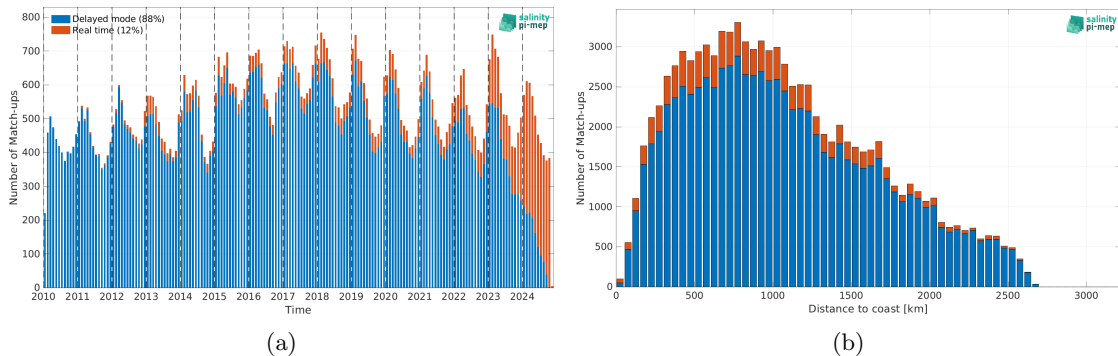 Delayed mode (88%)
Real time (12%)
salinity
pi-mep
800
700
600
500
400
300
200
100
0
Number of Match-ups
2010 2011 2012 2013 2014 2015 2016 2017 2018 2019 2020 2021 2022 2023 2024
Time
(a)
salinity
pi-mep
3000
2500
2000
1500
1000
500
0
Number of Match-ups
0 500 1000 1500 2000 2500 3000
Distance to coast [km]
(b)